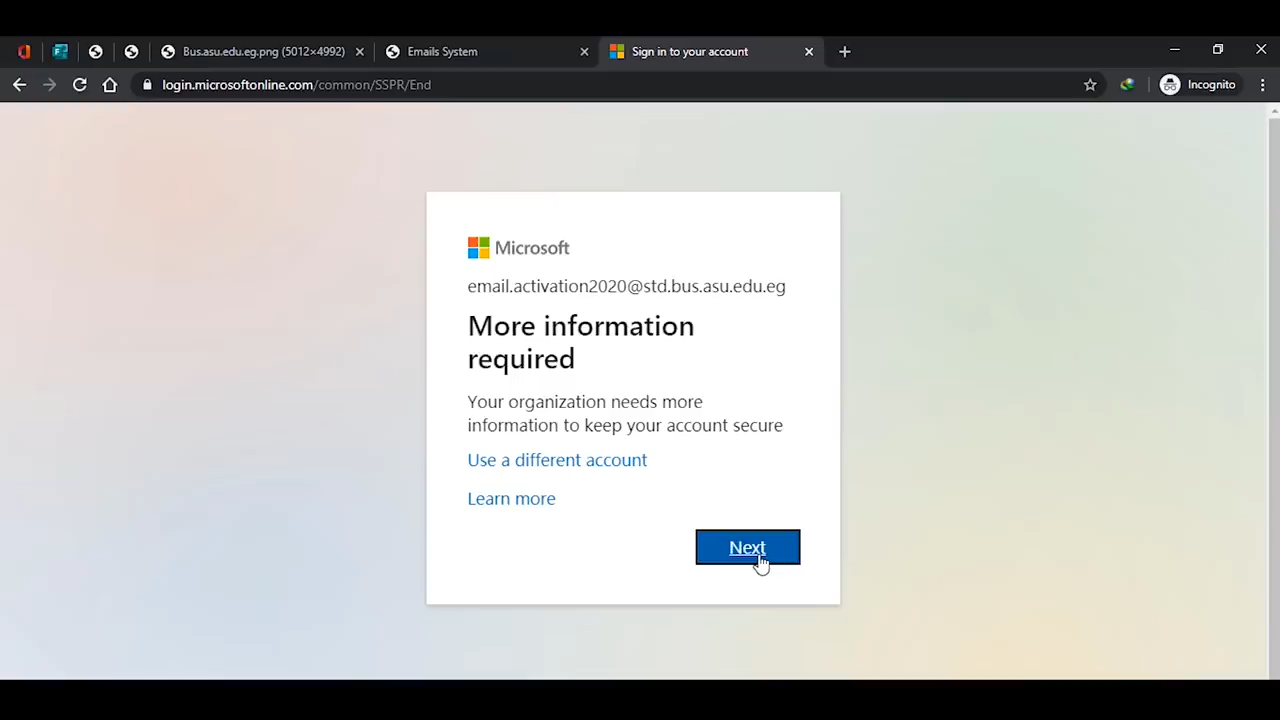 Bus.asu.edu.eg.png (5012×4992)
Emails System
Sign in to your account
login.microsoftonline.com/common/SSPR/End
Incognito
Microsoft
email.activation2020@std.bus.asu.edu.eg
More information
required
Your organization needs more
information to keep your account secure
Use a different account
Learn more
Next